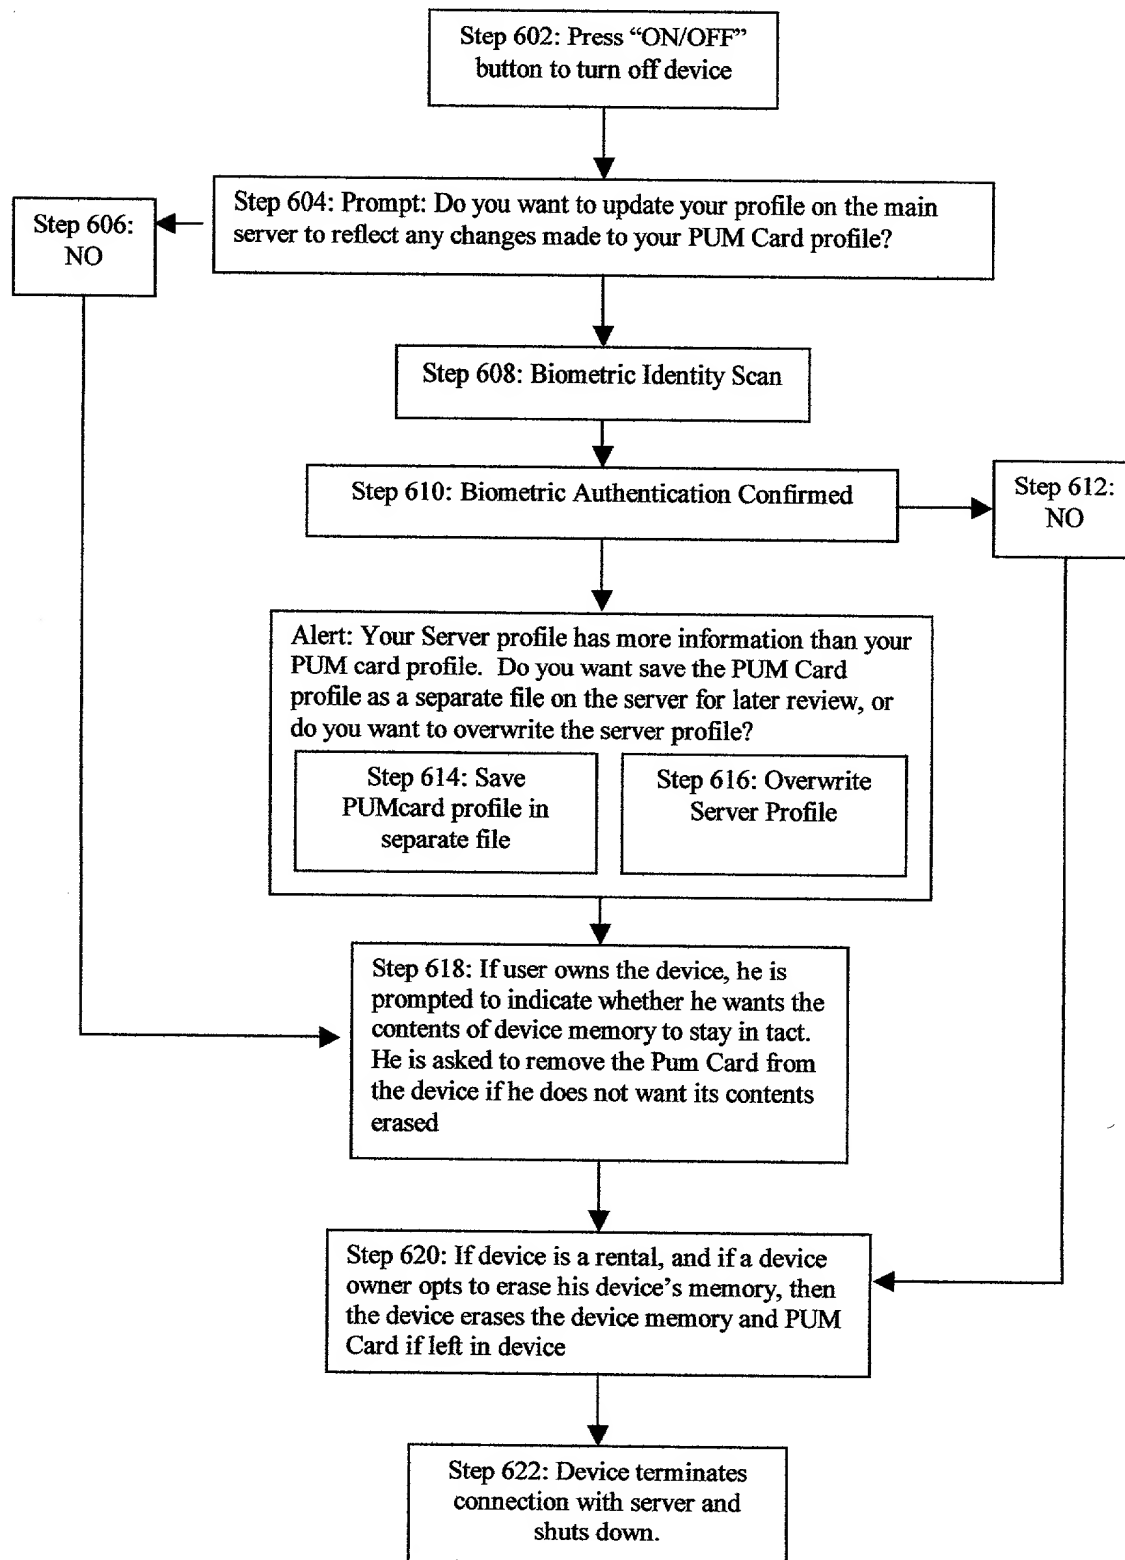 Step 602: Press “ON/OFF”
button to turn off device
Step 604: Prompt: Do you want to update your profile on the main
server to reflect any changes made to your PUM Card profile?
Step 606:
NO
Step 608: Biometric Identity Scan
Step 610: Biometric Authentication Confirmed
Step 612:
NO
Alert: Your Server profile has more information than your
PUM card profile. Do you want save the PUM Card
profile as a separate file on the server for later review, or
do you want to overwrite the server profile?
Step 614: Save
PUMcard profile in
separate file
Step 616: Overwrite
Server Profile
Step 618: If user owns the device, he is
prompted to indicate whether he wants the
contents of device memory to stay in tact.
He is asked to remove the Pum Card from
the device if he does not want its contents
erased
Step 620: If device is a rental, and if a device
owner opts to erase his device’s memory, then
the device erases the device memory and PUM
Card if left in device
Step 622: Device terminates
connection with server and
shuts down.